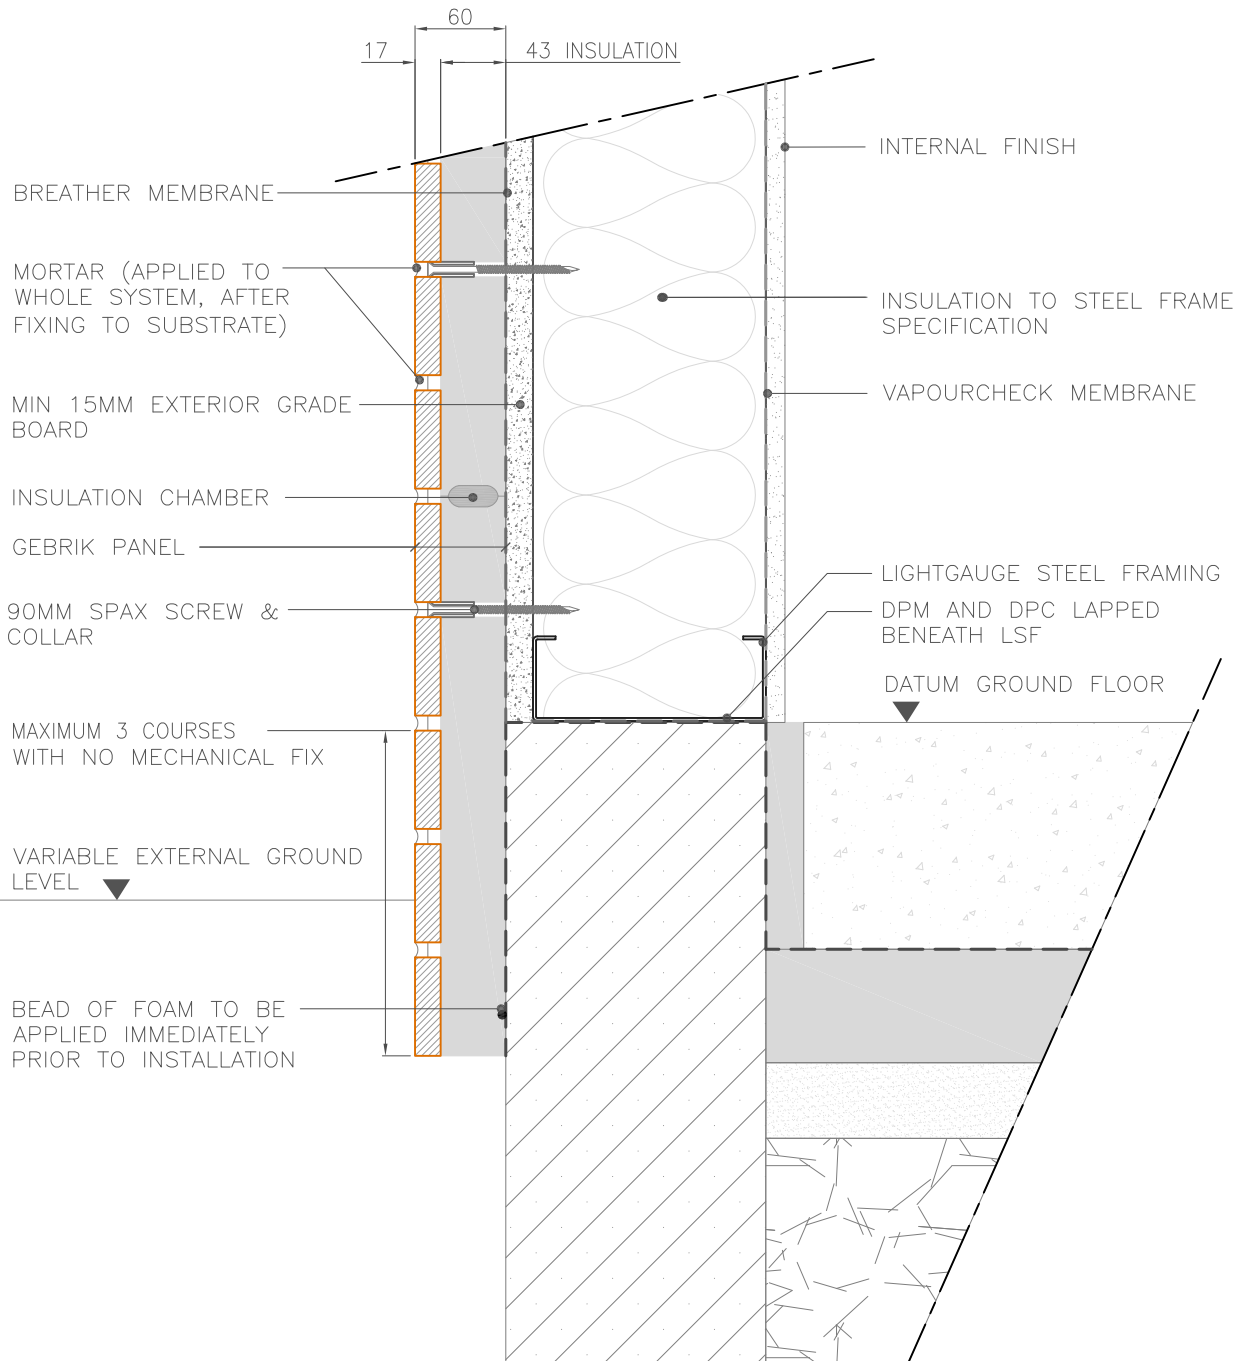 60
17
43 INSULATION
INTERNAL FINISH
BREATHER MEMBRANE
MORTAR (APPLIED TO
WHOLE SYSTEM, AFTER
FIXING TO SUBSTRATE)
INSULATION TO STEEL FRAME
SPECIFICATION
MIN 15MM EXTERIOR GRADE
BOARD
VAPOURCHECK MEMBRANE
INSULATION CHAMBER
GEBRIK PANEL
LIGHTGAUGE STEEL FRAMING
90MM SPAX SCREW &
COLLAR
DPM AND DPC LAPPED
BENEATH LSF
DATUM GROUND FLOOR
MAXIMUM 3 COURSES
WITH NO MECHANICAL FIX
VARIABLE EXTERNAL GROUND
LEVEL
BEAD OF FOAM TO BE
APPLIED IMMEDIATELY
PRIOR TO INSTALLATION